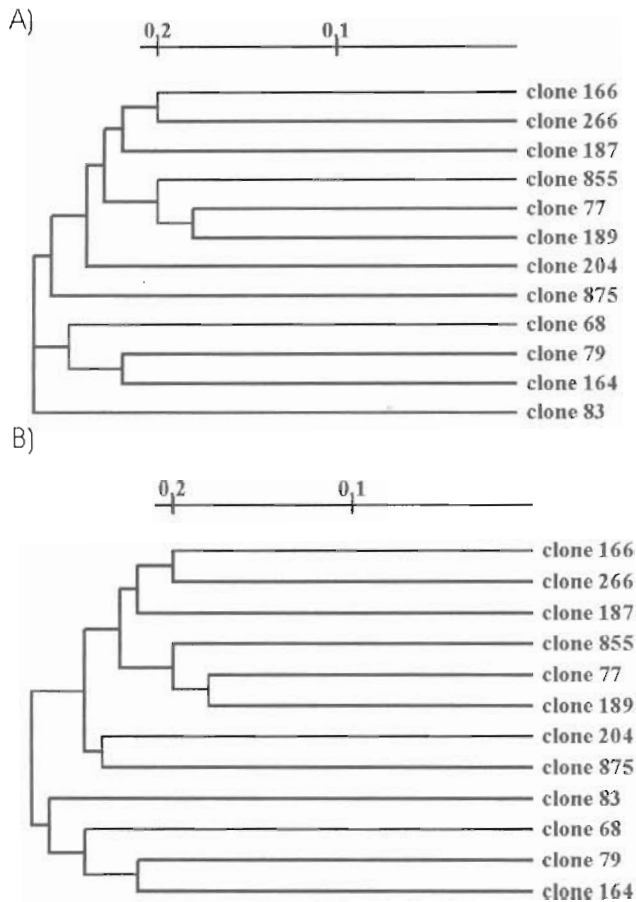 A)
0,2 0,1
clone 166
clone 266
clone 187
clone 855
clone 77
clone 189
clone 204
clone 875
clone 68
clone 79
clone 164
clone 83
B)
0,2 0,1
clone 166
clone 266
clone 187
clone 855
clone 77
clone 189
clone 204
clone 875
clone 83
clone 68
clone 79
clone 164